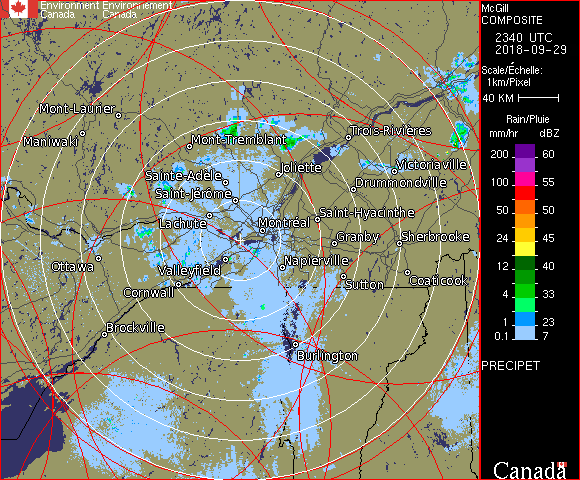 Environment Environnement
Canada Canada
McGill
COMPOSITE
2340 UTC
2018-09-29
Scale/Échelle:
1km/Pixel
40 KM
Rain/Pluie
mm/hr dBZ
200 60
100 55
50 50
10 45
24 35
12 40
4 33
1 23
0.1 7
PRECIPET
Canada
Mont-Laurier
Maniwaki
Mont-Tremblant
Trois-Rivières
Joliette
Victoriaville
Sainte-Adèle
Drummondville
Saint-Jérôme
Lachute
Saint-Hyacinthe
Montréal
Granby
Sherbrooke
Ottawa
Valleyfield
Napierville
Cornwall
Sutton
Coaticook
Brockville
Burlington